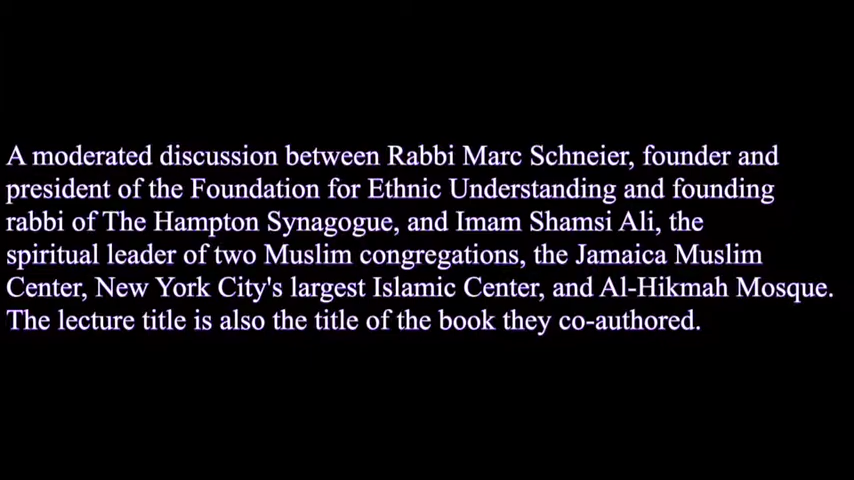 A moderated discussion between Rabbi Marc Schneier, founder and
president of the Foundation for Ethnic Understanding and founding
rabbi of The Hampton Synagogue, and Imam Shamsi Ali, the
spiritual leader of two Muslim congregations, the Jamaica Muslim
Center, New York City's largest Islamic Center, and Al-Hikmah Mosque.
The lecture title is also the title of the book they co-authored.